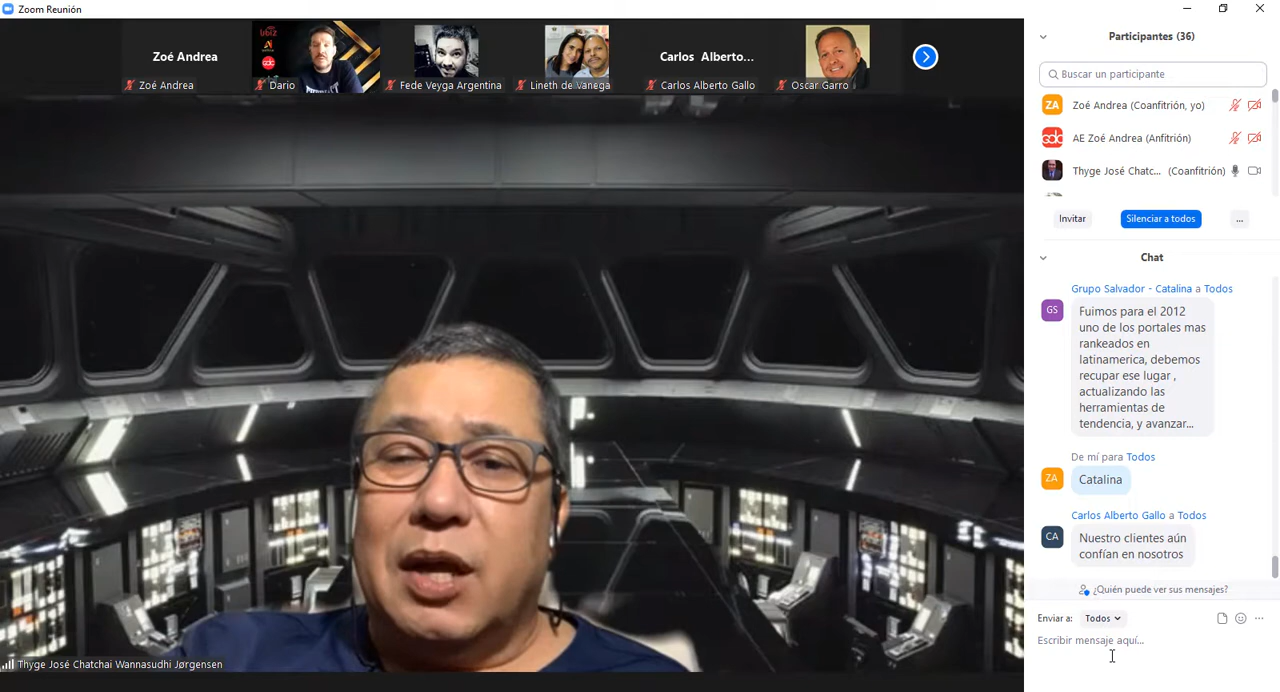 Zoom Reunión
Zoé Andrea
Zoé Andrea
libiz
GDC
Dario
Fede Veyga Argentina
Lineth de Vanega
Carlos Alberto...
Carlos Alberto Gallo
Oscar Garro
Thyge José Chatchai Wannasudhi Jørgensen
Participantes (36)
Buscar un participante
ZA
Zoé Andrea (Coanfitrión, yo)
GDC
AE Zoé Andrea (Anfitrión)
Thyge José Chatc... (Coanfitrión)
Invitar
Silenciar a todos
...
Chat
Grupo Salvador - Catalina a Todos
GS
Fuimos para el 2012
uno de los portales mas
rankeados en
latinamerica, debemos
recupar ese lugar ,
actualizando las
herramientas de
tendencia, y avanzar...
De mí para Todos
ZA
Catalina
Carlos Alberto Gallo a Todos
CA
Nuestro clientes aún
confían en nosotros
¿Quién puede ver sus mensajes?
Enviar a: Todos
Escribir mensaje aquí...